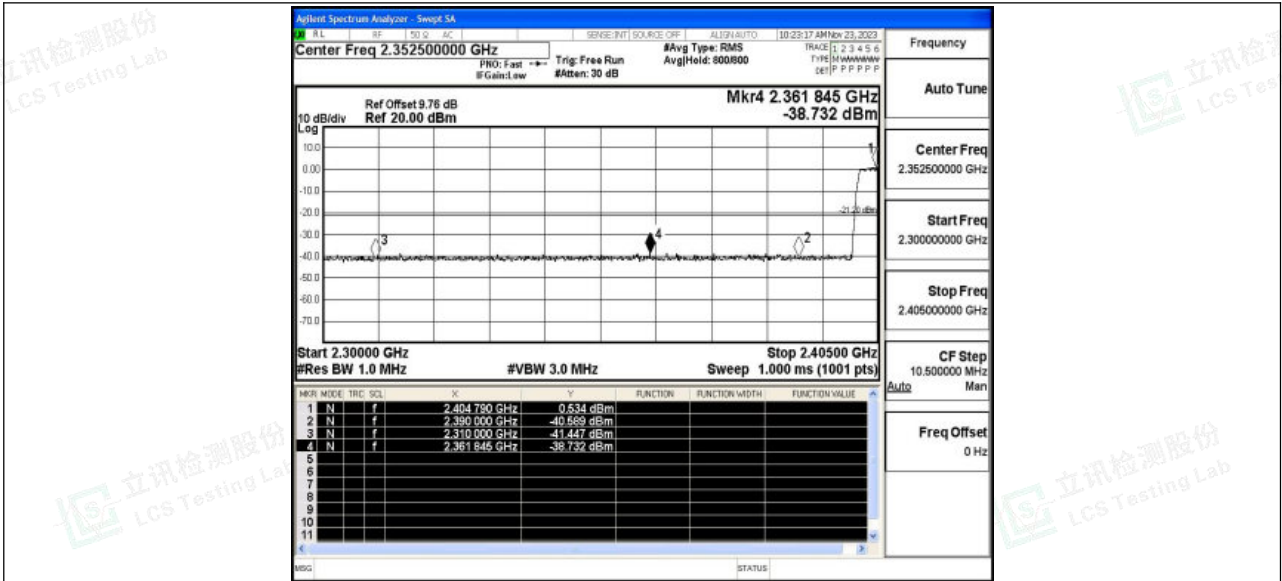 Agilent Spectrum Analyzer - Swept SA
RL RF 50 Ω AC SENSE:INT SOURCE OFF ALIGN AUTO 10:23:17 AM Nov 23, 2023
Center Freq 2.352500000 GHz
PNO: Fast
IFGain:Low
Trig: Free Run
#Atten: 30 dB
#Avg Type: RMS
Avg|Hold: 800/800
TRACE 1 2 3 4 5 6
TYPE M WWWWW
DET P P P P P P
Ref Offset 9.76 dB
10 dB/div Ref 20.00 dBm
Log
Mkr4 2.361 845 GHz
-38.732 dBm
10.0
0.00
-10.0
-20.0
-30.0
-40.0
-50.0
-60.0
-70.0
1
-21.20 dBm
3
4
2
Start 2.30000 GHz Stop 2.40500 GHz
#Res BW 1.0 MHz #VBW 3.0 MHz Sweep 1.000 ms (1001 pts)
MKR MODE TRC SCL X Y FUNCTION FUNCTION WIDTH FUNCTION VALUE
1 N f 2.404 790 GHz 0.534 dBm
2 N f 2.390 000 GHz -40.589 dBm
3 N f 2.310 000 GHz -41.447 dBm
4 N f 2.361 845 GHz -38.732 dBm
5
6
7
8
9
10
11
MSG STATUS
Frequency
Auto Tune
Center Freq
2.352500000 GHz
Start Freq
2.300000000 GHz
Stop Freq
2.405000000 GHz
CF Step
10.500000 MHz
Auto Man
Freq Offset
0 Hz
立讯检测股份
LCS Testing Lab
立讯检
LCS Tes
立讯检测股份
LCS Testing La
立讯检测股份
LCS Testing Lab